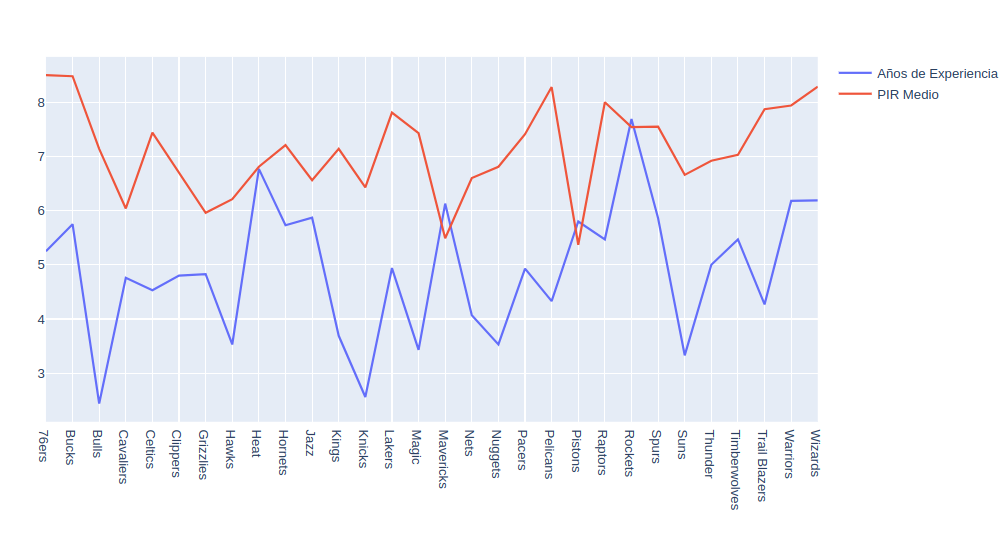 Años de Experiencia
PIR Medio
8
7
6
5
4
3
76ers
Bucks
Bulls
Cavaliers
Celtics
Clippers
Grizzlies
Hawks
Heat
Hornets
Jazz
Kings
Knicks
Lakers
Magic
Mavericks
Nets
Nuggets
Pacers
Pelicans
Pistons
Raptors
Rockets
Spurs
Suns
Thunder
Timberwolves
Trail Blazers
Warriors
Wizards